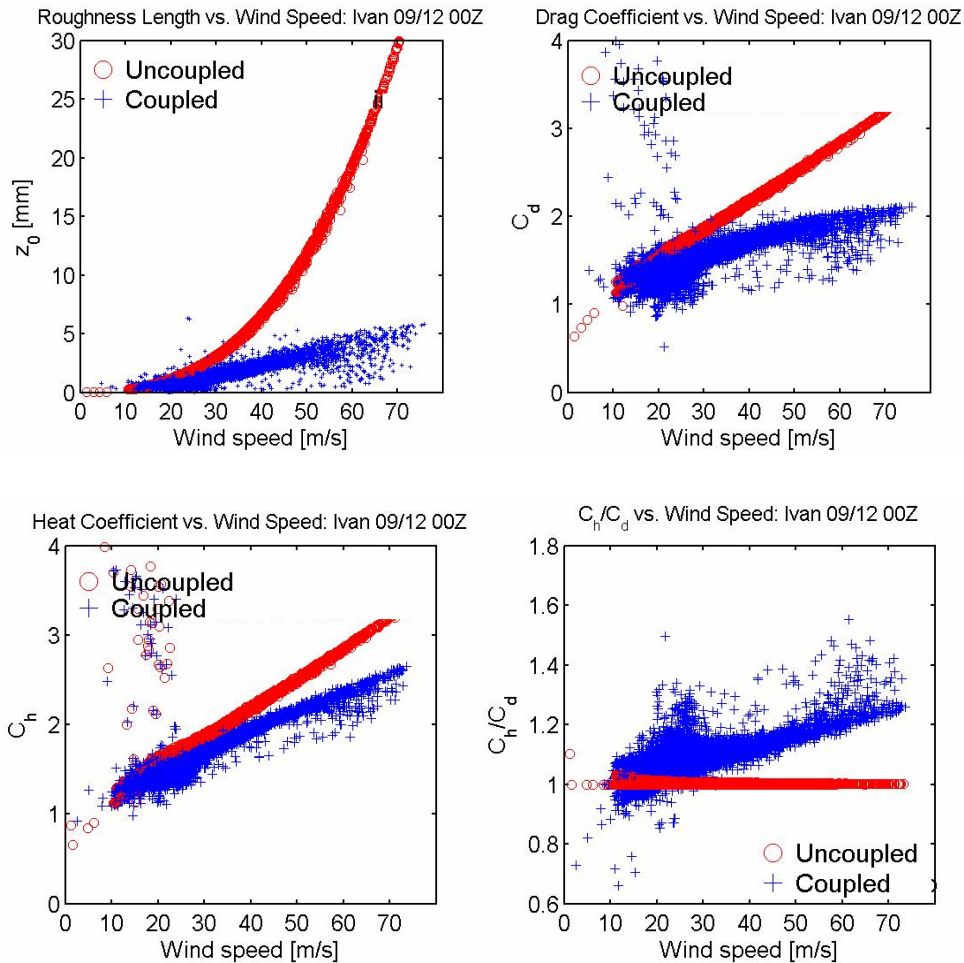 Roughness Length vs. Wind Speed: Ivan 09/12 00Z
30
25
20
15
10
5
0
z₀ [mm]
Uncoupled
Coupled
0 10 20 30 40 50 60 70
Wind speed [m/s]
Drag Coefficient vs. Wind Speed: Ivan 09/12 00Z
4
3
2
1
0
C_d
Uncoupled
Coupled
0 10 20 30 40 50 60 70
Wind speed [m/s]
Heat Coefficient vs. Wind Speed: Ivan 09/12 00Z
4
3
2
1
0
C_h
Uncoupled
Coupled
0 10 20 30 40 50 60 70
Wind speed [m/s]
C_h/C_d vs. Wind Speed: Ivan 09/12 00Z
1.8
1.6
1.4
1.2
1
0.8
0.6
C_h/C_d
Uncoupled
Coupled
0 10 20 30 40 50 60 70
Wind speed [m/s]